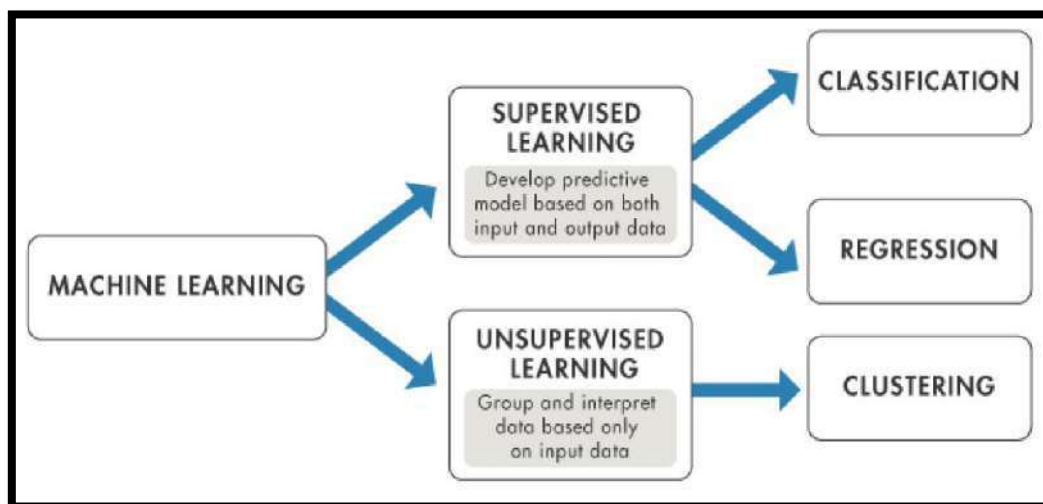 MACHINE LEARNING
SUPERVISED
LEARNING
Develop predictive
model based on both
input and output data
UNSUPERVISED
LEARNING
Group and interpret
data based only
on input data
CLASSIFICATION
REGRESSION
CLUSTERING